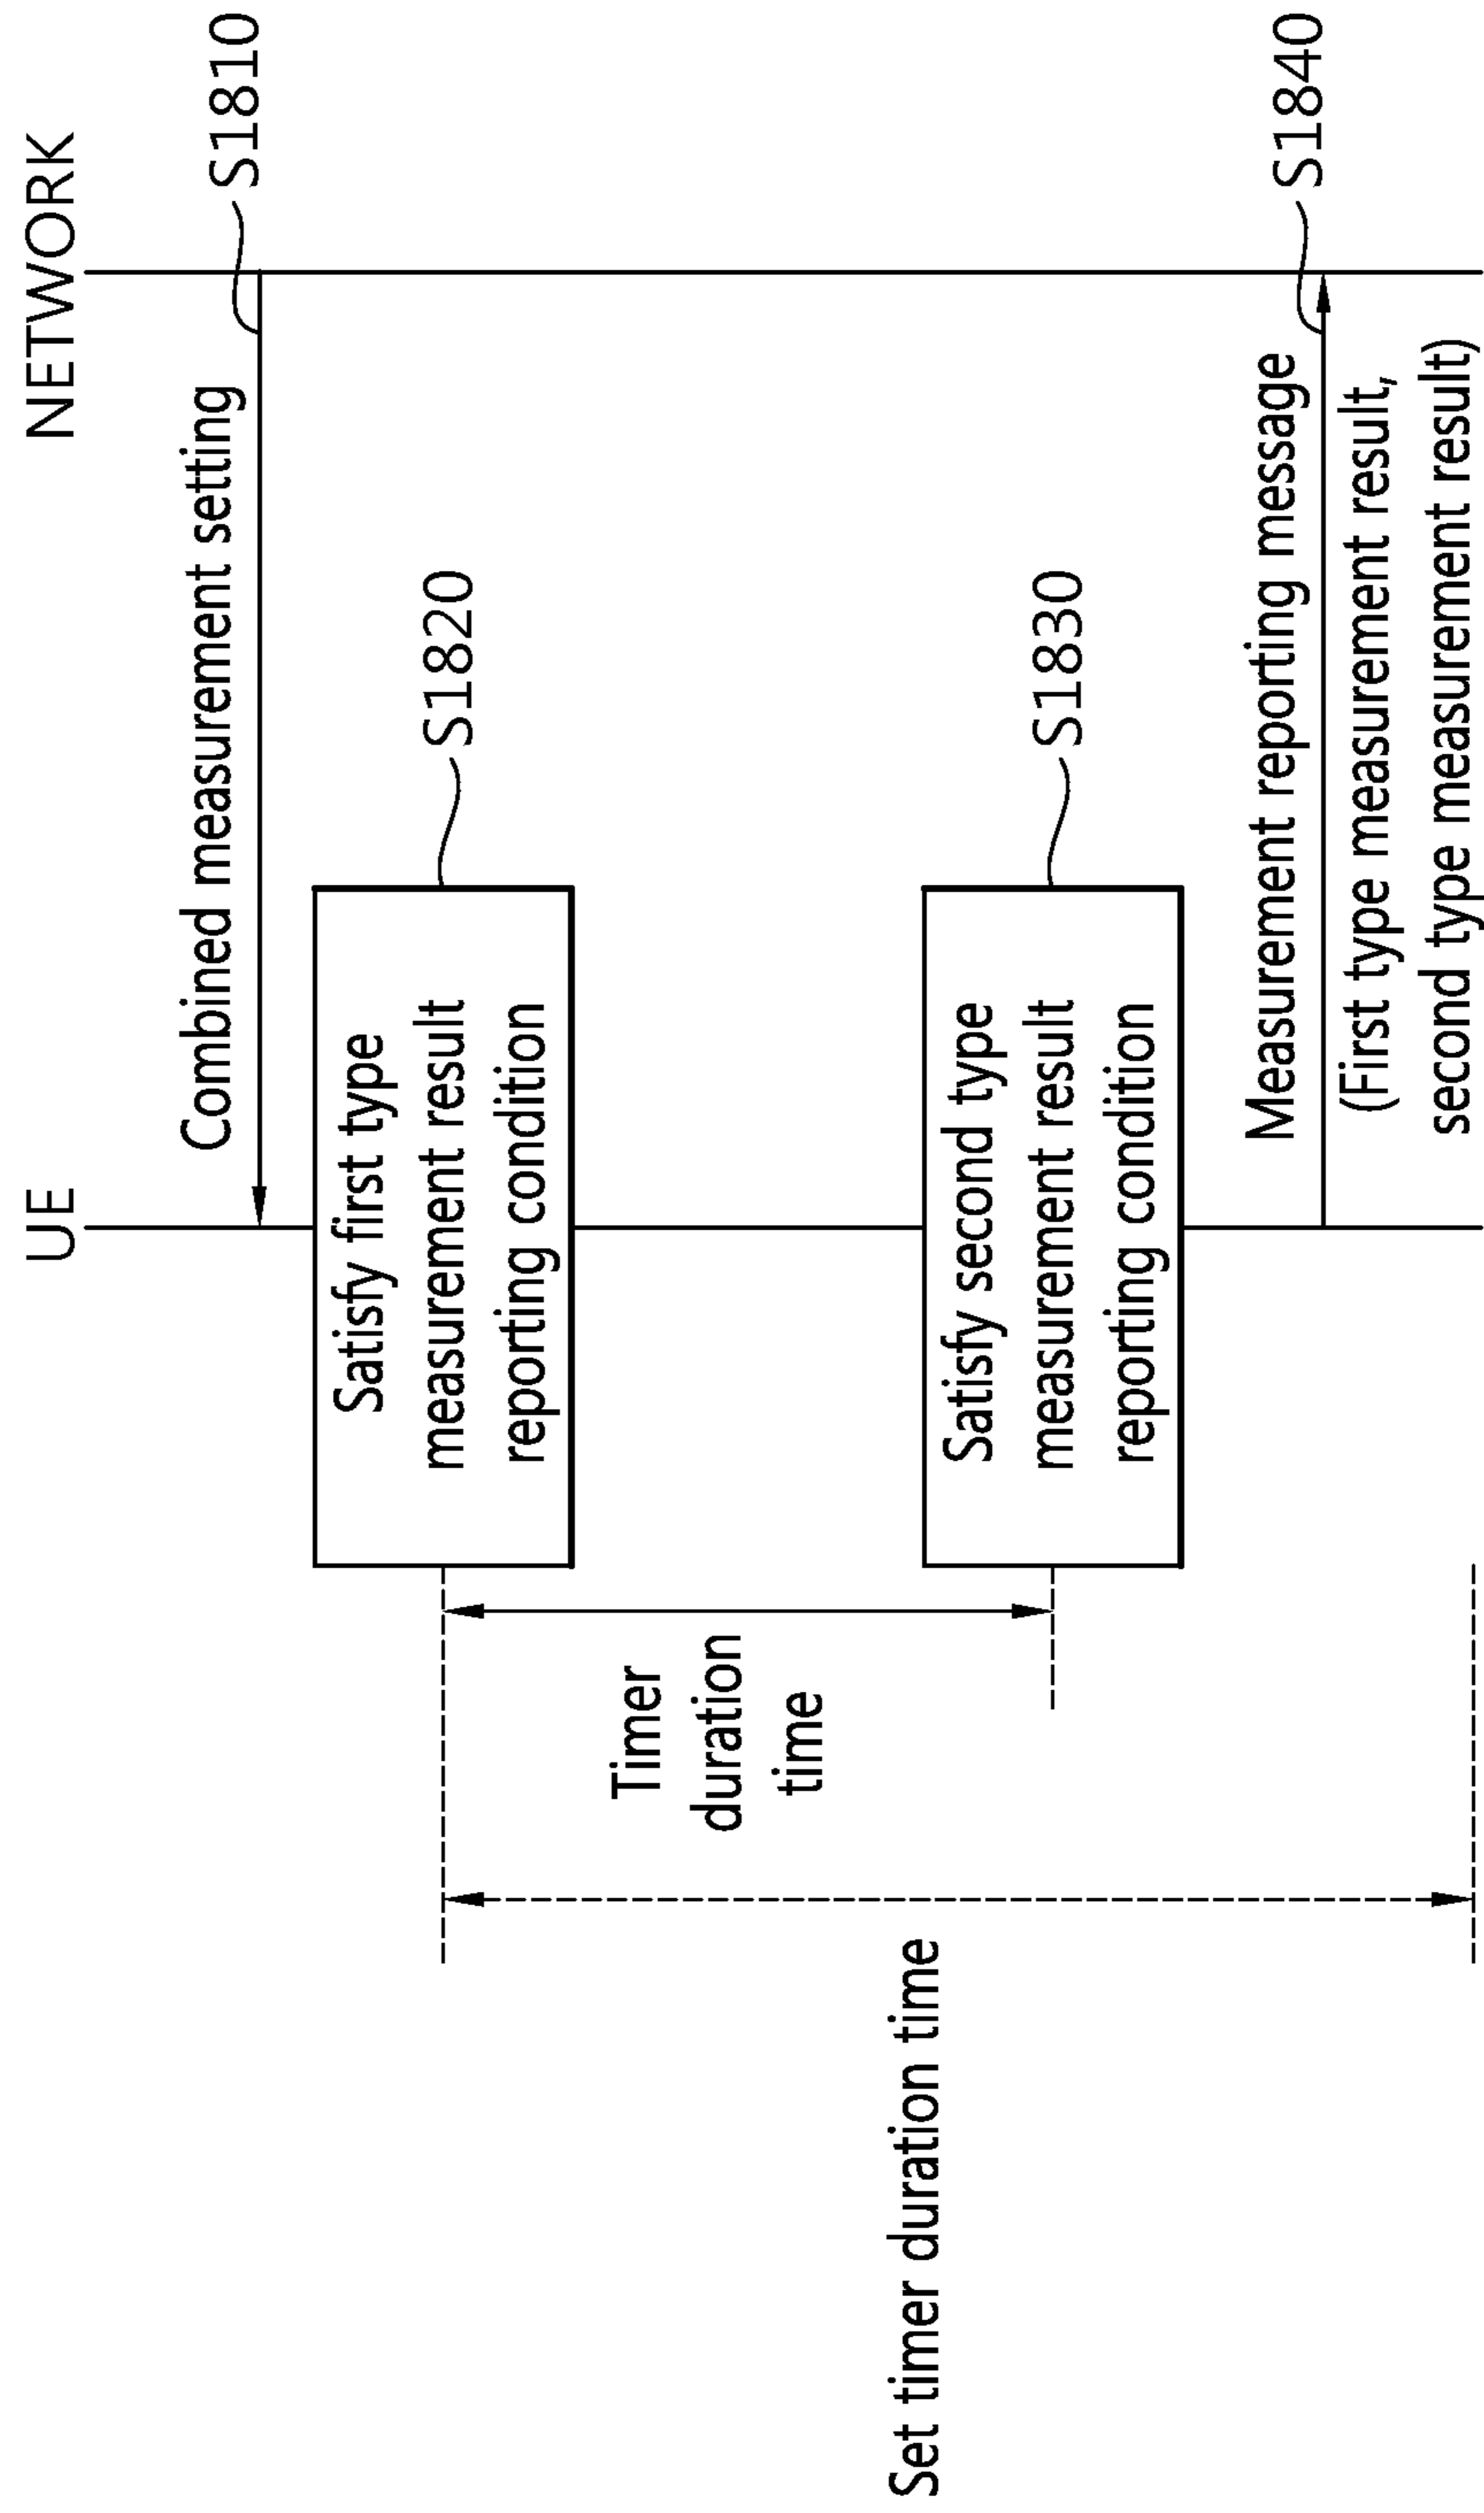 UE
NETWORK
Combined measurement setting
S1810
Satisfy first type
measurement result
reporting condition
S1820
Timer
duration
time
Set timer duration time
Satisfy second type
measurement result
reporting condition
S1830
Measurement reporting message
S1840
(First type measurement result,
second type measurement result)